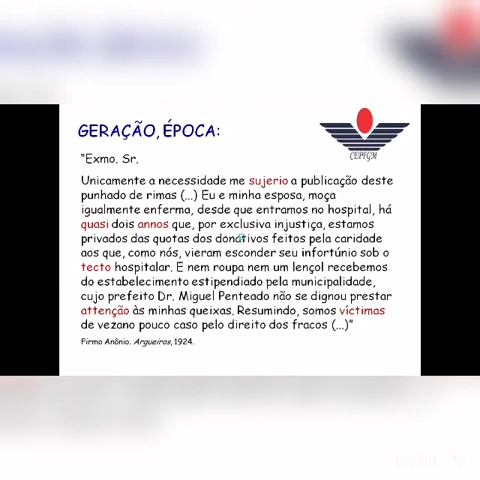 GERAÇÃO, ÉPOCA:
CEPFGM
"Exmo. Sr.
Unicamente a necessidade me sujerio a publicação deste
punhado de rimas (...) Eu e minha esposa, moça
igualmente enferma, desde que entramos no hospital, há
quasi dois annos que, por exclusiva injustiça, estamos
privados das quotas dos donativos feitos pela caridade
aos que, como nós, vieram esconder seu infortúnio sob o
tecto hospitalar. E nem roupa nem um lençol recebemos
do estabelecimento estipendiado pela municipalidade,
cujo prefeito Dr. Miguel Penteado não se dignou prestar
attenção às minhas queixas. Resumindo, somos víctimas
de vezano pouco caso pelo direito dos fracos (...)"
Firmo Anônio. Argueiros, 1924.